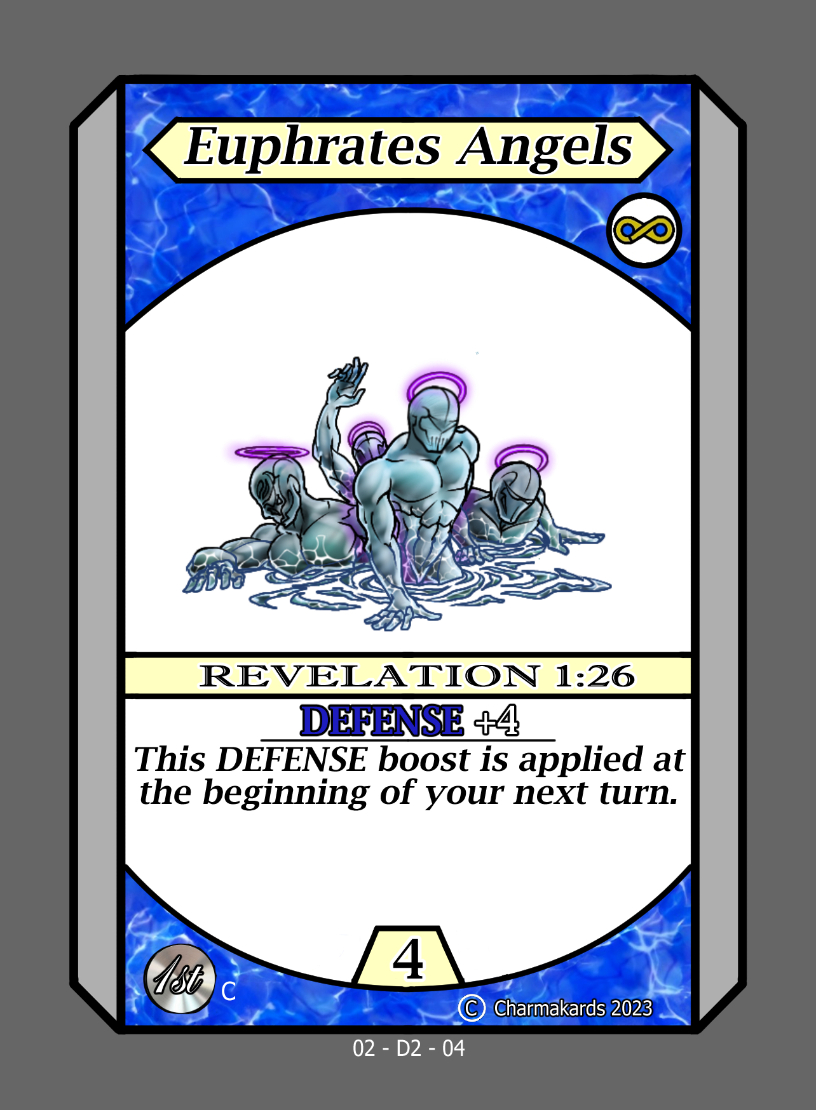 Euphrates Angels
REVELATION 1:26
DEFENSE +4
This DEFENSE boost is applied at
the beginning of your next turn.
4
1st C
© Charmakards 2023
02 - D2 - 04